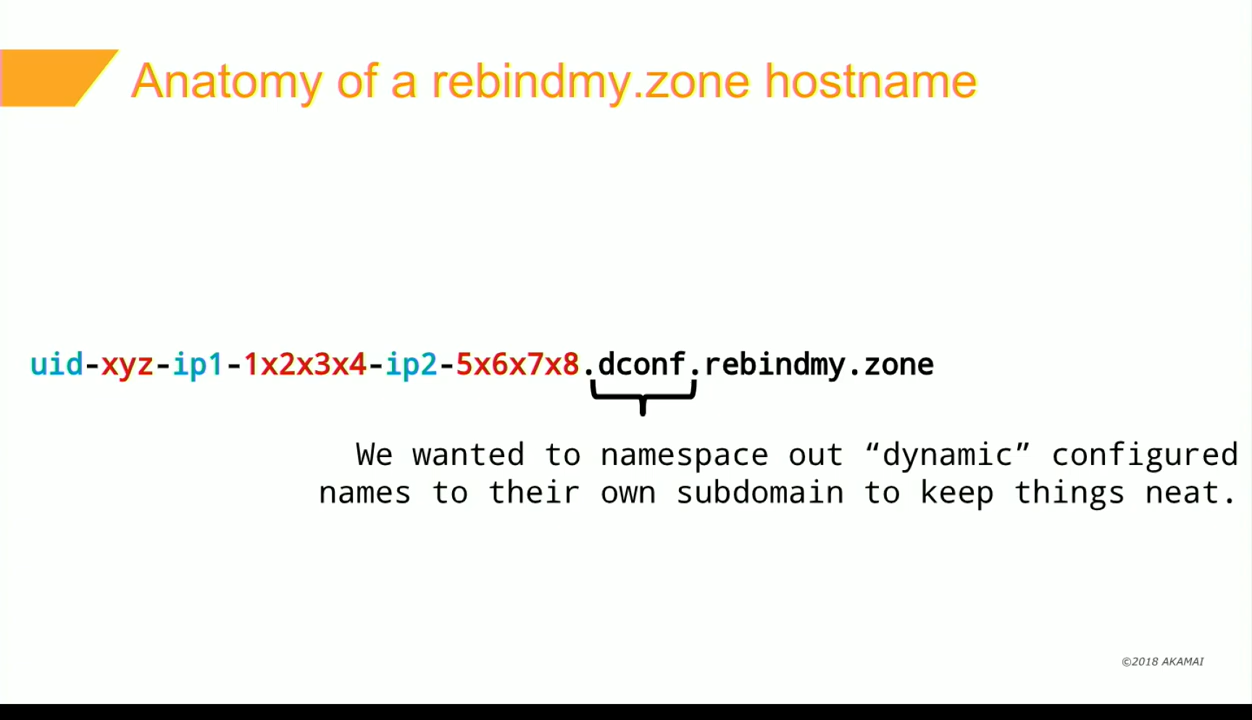 Anatomy of a rebindmy.zone hostname
uid-xyz-ip1-1x2x3x4-ip2-5x6x7x8.dconf.rebindmy.zone
We wanted to namespace out “dynamic” configured
names to their own subdomain to keep things neat.
©2018 AKAMAI